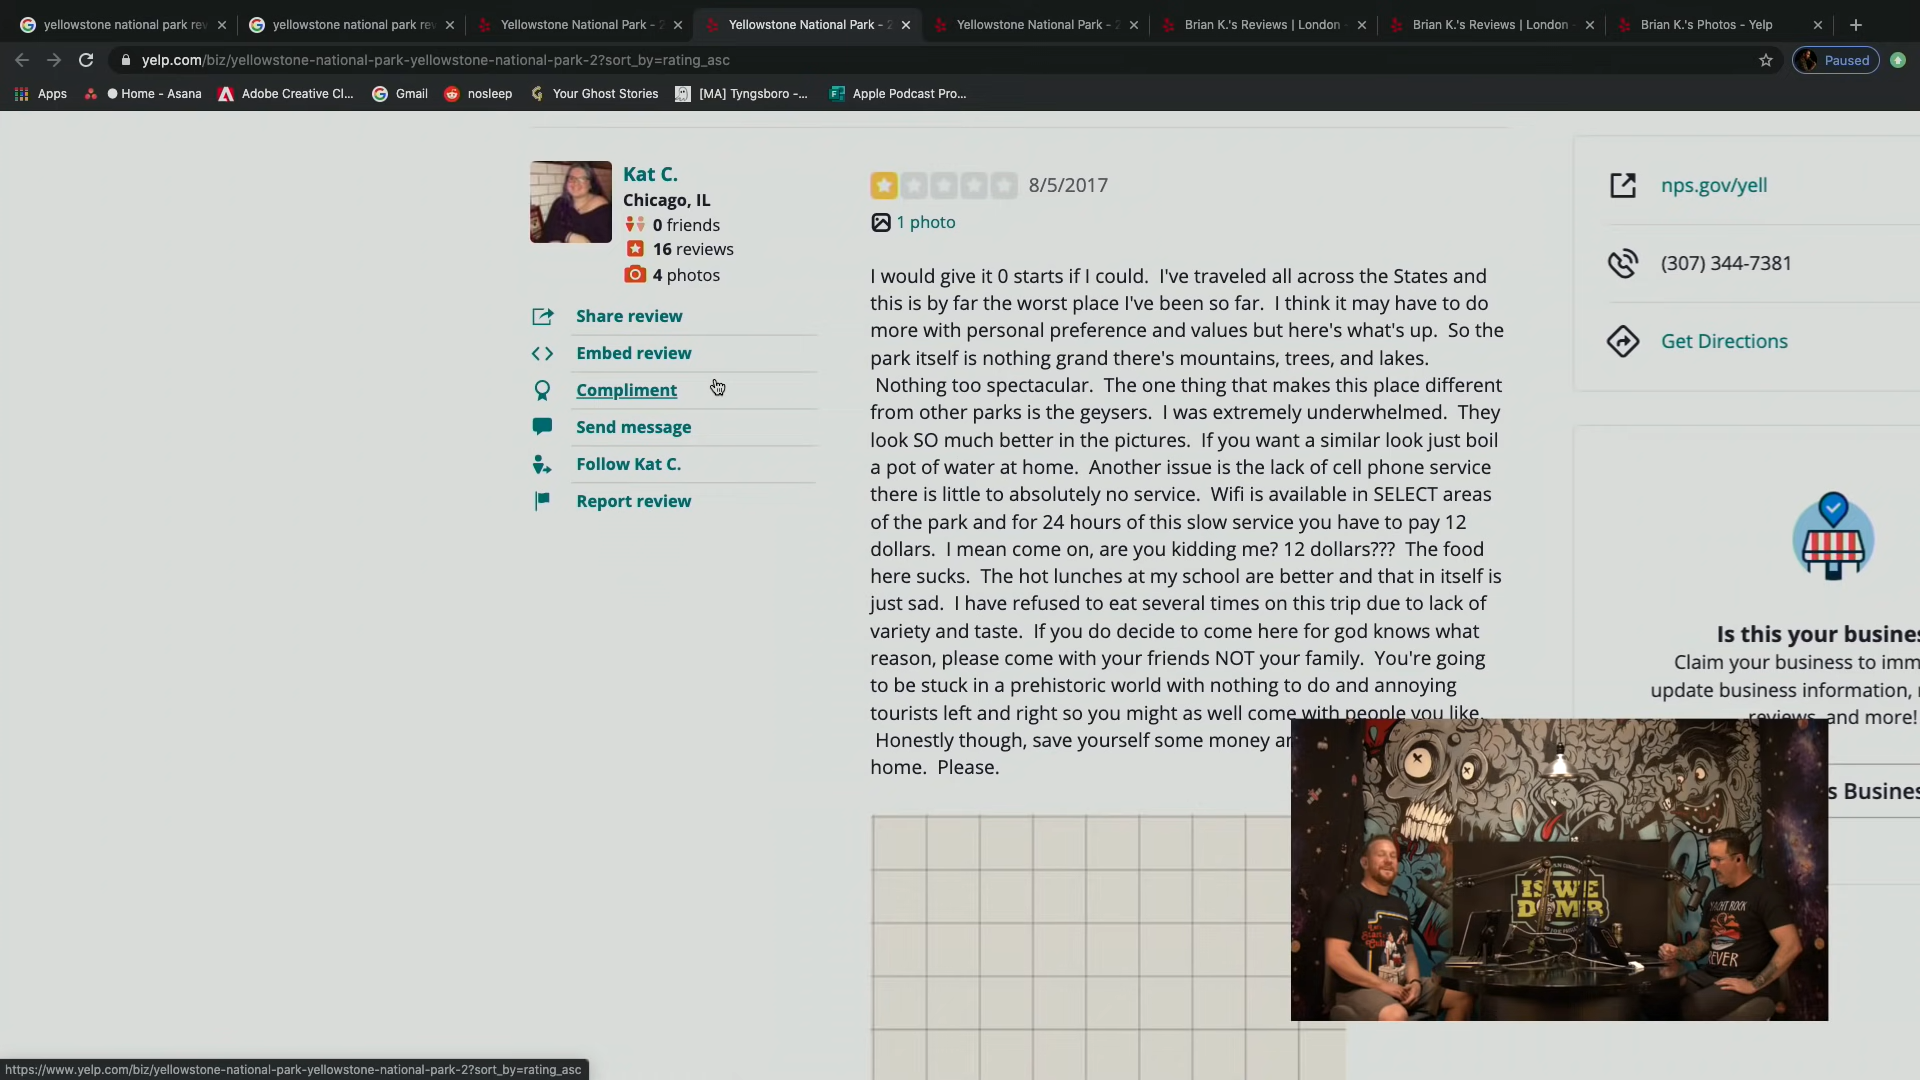 yellowstone national park rev
yellowstone national park rev
Yellowstone National Park - 2
Yellowstone National Park - 2
Yellowstone National Park - 2
Brian K.'s Reviews | London
Brian K.'s Reviews | London
Brian K.'s Photos - Yelp
yelp.com/biz/yellowstone-national-park-yellowstone-national-park-2?sort_by=rating_asc
Paused
Apps
Home - Asana
Adobe Creative Cl...
Gmail
nosleep
Your Ghost Stories
[MA] Tyngsboro -...
Apple Podcast Pro...
Kat C.
Chicago, IL
0 friends
16 reviews
4 photos
Share review
Embed review
Compliment
Send message
Follow Kat C.
Report review
8/5/2017
1 photo
I would give it 0 starts if I could. I've traveled all across the States and
this is by far the worst place I've been so far. I think it may have to do
more with personal preference and values but here's what's up. So the
park itself is nothing grand there's mountains, trees, and lakes.
Nothing too spectacular. The one thing that makes this place different
from other parks is the geysers. I was extremely underwhelmed. They
look SO much better in the pictures. If you want a similar look just boil
a pot of water at home. Another issue is the lack of cell phone service
there is little to absolutely no service. Wifi is available in SELECT areas
of the park and for 24 hours of this slow service you have to pay 12
dollars. I mean come on, are you kidding me? 12 dollars??? The food
here sucks. The hot lunches at my school are better and that in itself is
just sad. I have refused to eat several times on this trip due to lack of
variety and taste. If you do decide to come here for god knows what
reason, please come with your friends NOT your family. You're going
to be stuck in a prehistoric world with nothing to do and annoying
tourists left and right so you might as well come with people you like.
Honestly though, save yourself some money an
home. Please.
nps.gov/yell
(307) 344-7381
Get Directions
Is this your busines
Claim your business to imm
update business information, 
reviews, and more!
s Busines
IS WE
DUMB
YACHT ROCK
EVER
https://www.yelp.com/biz/yellowstone-national-park-yellowstone-national-park-2?sort_by=rating_asc